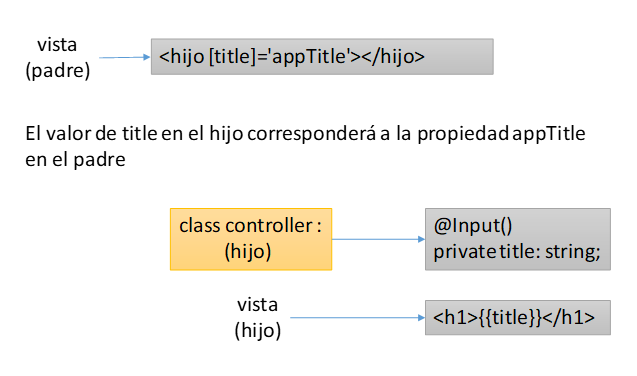 vista
(padre)
<hijo [title]='appTitle'></hijo>
El valor de title en el hijo corresponderá a la propiedad appTitle
en el padre
class controller :
(hijo)
@Input()
private title: string;
vista
(hijo)
<h1>{{title}}</h1>